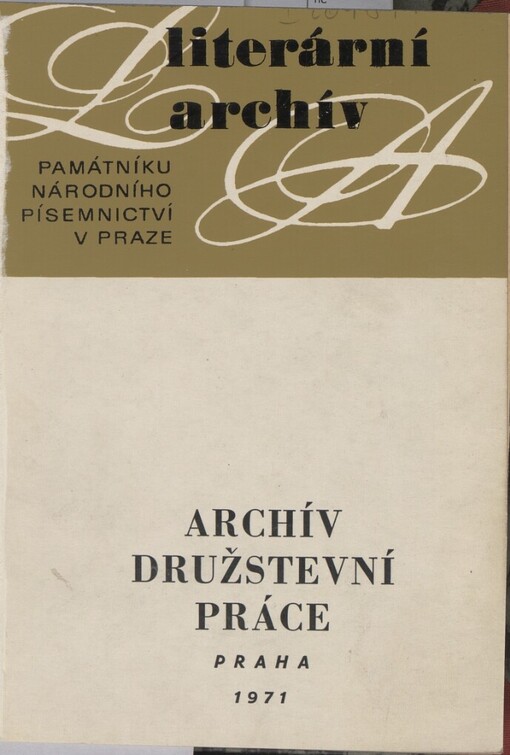 literární
archív
PAMÁTNÍKU
NÁRODNÍHO
PÍSEMNICTVÍ
V PRAZE
ARCHÍV
DRUŽSTEVNÍ
PRÁCE
PRAHA
1971